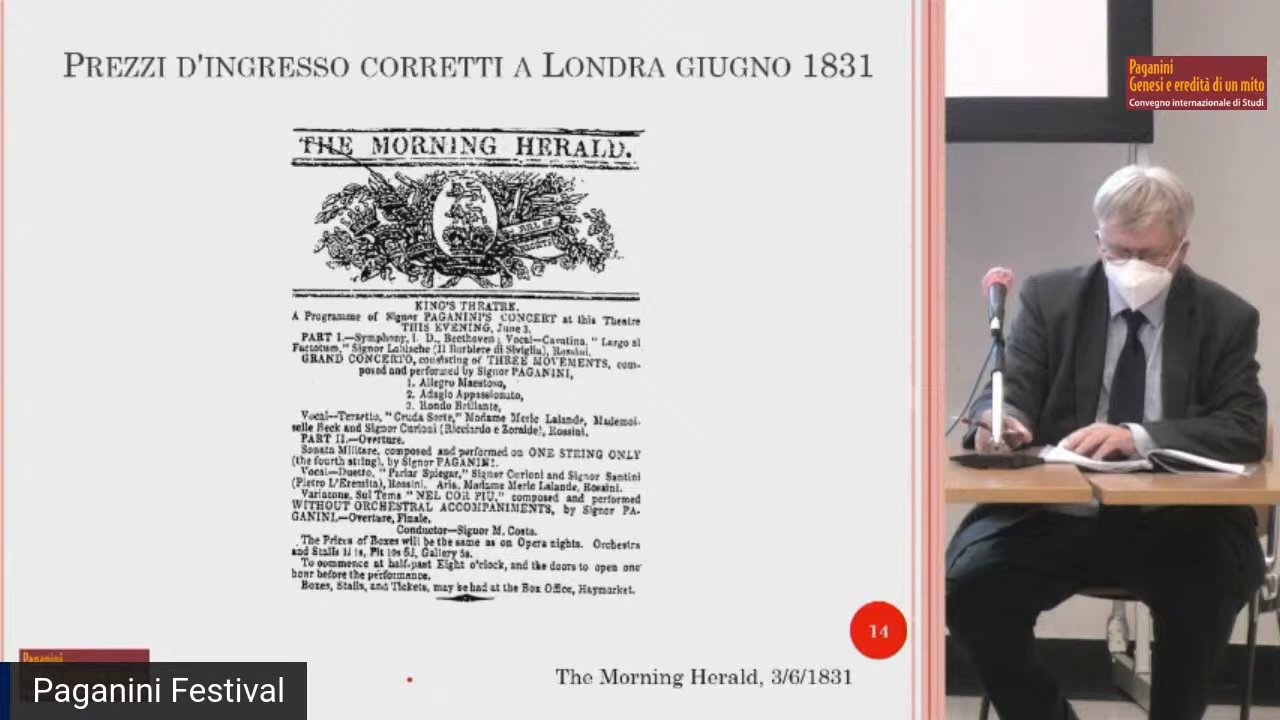 PREZZI D'INGRESSO CORRETTI A LONDRA GIUGNO 1831
THE MORNING HERALD.
BILL OF
RIGHTS
KING'S THEATRE.
A Programme of Signor PAGANINI'S CONCERT at this Theatre
THIS EVENING, June 3.
PART I.—Symphony, I. D., Beethoven; Vocal—Cavatina, "Largo al
Factotum," Signor Lablache (Il Barbiere di Siviglia), Rossini.
GRAND CONCERTO, consisting of THREE MOVEMENTS, com-
posed and performed by Signor PAGANINI,
1. Allegro Maestoso,
2. Adagio Appassionato,
3. Rondo Brillante,
Vocal—Terzetto, "Cruda Sorte," Madame Meric Lalande, Mademoi-
selle Beck and Signor Curioni (Ricciardo e Zoraide), Rossini.
PART II.—Overture.
Sonata Militare, composed and performed on ONE STRING ONLY
(the fourth string), by Signor PAGANINI.
Vocal—Duetto, "Parlar Spiegar," Signor Curioni and Signor Santini
(Pietro L'Eremita), Rossini. Aria, Madame Meric Lalande, Rossini.
Variazone, Sul Tema "NEL COR PIU," composed and performed
WITHOUT ORCHESTRAL ACCOMPANIMENTS, by Signor PA-
GANINI.—Overture, Finale.
Conductor—Signor M. Costa.
The Prices of Boxes will be the same as on Opera nights. Orchestra
and Stalls 1l 1s, Pit 10s 6d, Gallery 5s.
To commence at half-past Eight o'clock, and the doors to open one
hour before the performance.
Boxes, Stalls, and Tickets, may be had at the Box Office, Haymarket.
14
The Morning Herald, 3/6/1831
Paganini
Paganini Festival
Paganini
Genesi e eredità di un mito
Convegno internazionale di Studi